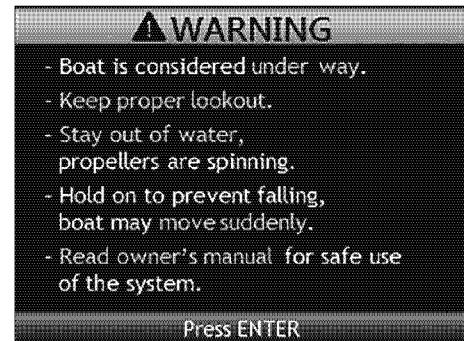 WARNING
- Boat is considered under way.
- Keep proper lookout.
- Stay out of water,
propellers are spinning.
- Hold on to prevent falling,
boat may move suddenly.
- Read owner's manual for safe use
of the system.
Press ENTER